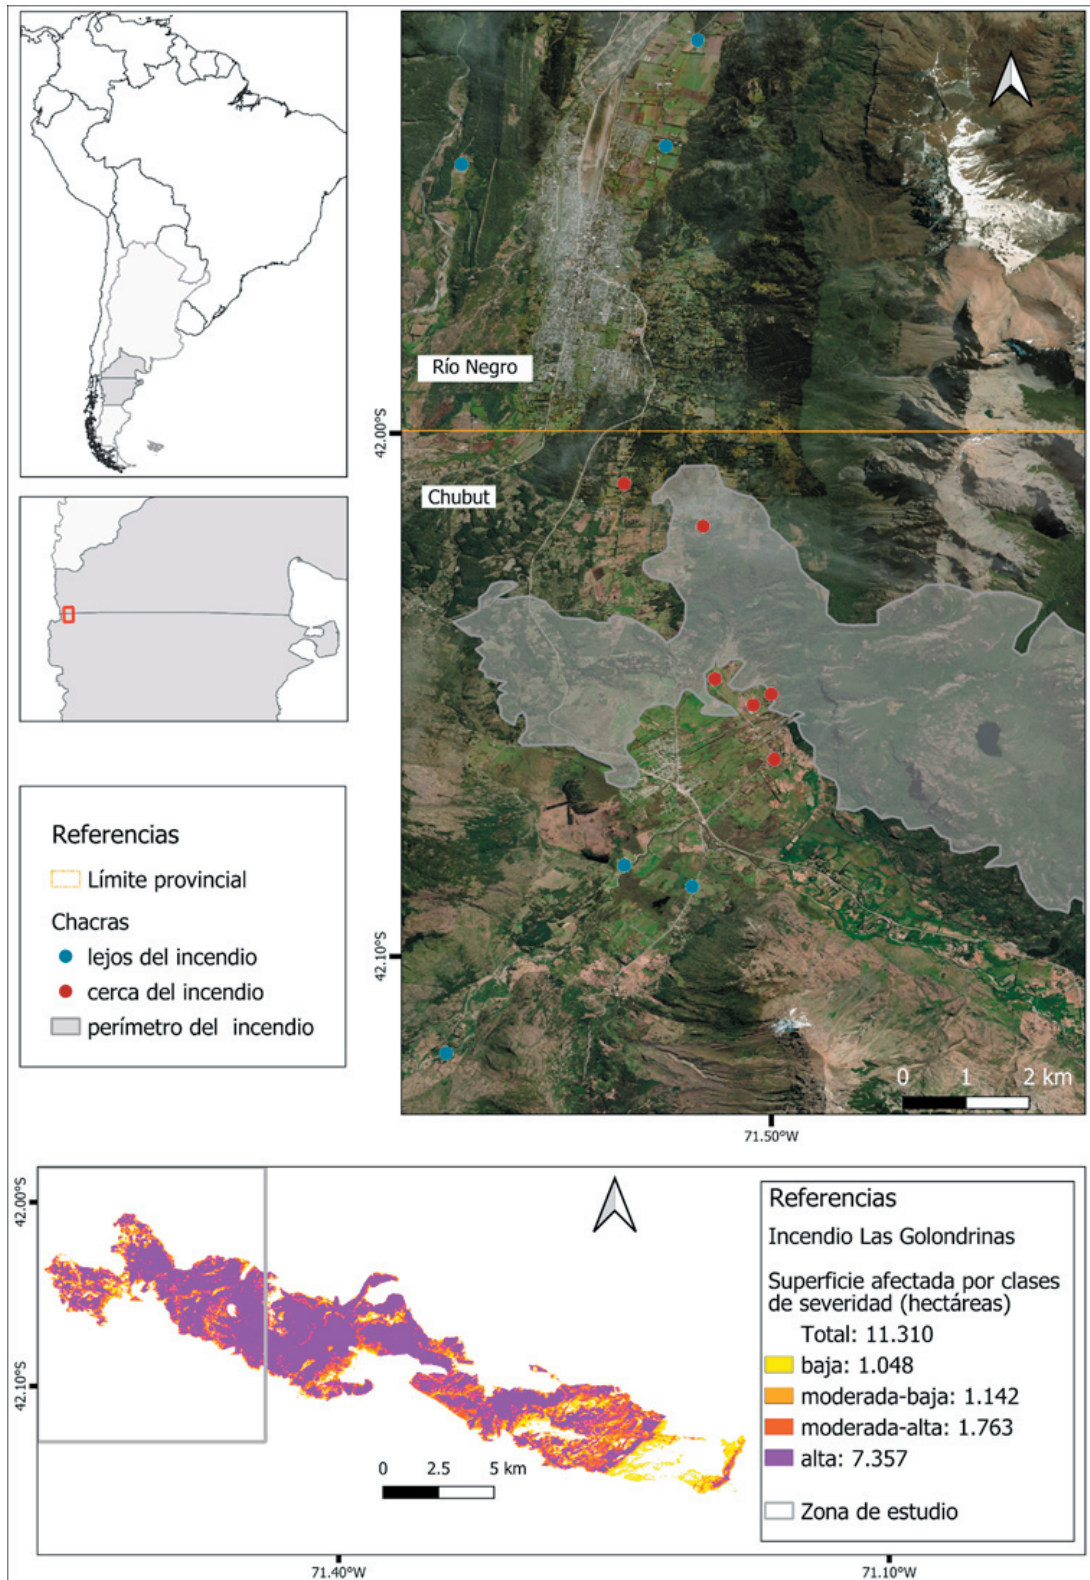 Río Negro
42.00°S
Chubut
42.10°S
0 1 2 km
71.50°W
Referencias
Límite provincial
Chacras
lejos del incendio
cerca del incendio
perímetro del incendio
42.00°S
42.10°S
0 2.5 5 km
71.40°W
71.10°W
Referencias
Incendio Las Golondrinas
Superficie afectada por clases
de severidad (hectáreas)
Total: 11.310
baja: 1.048
moderada-baja: 1.142
moderada-alta: 1.763
alta: 7.357
Zona de estudio